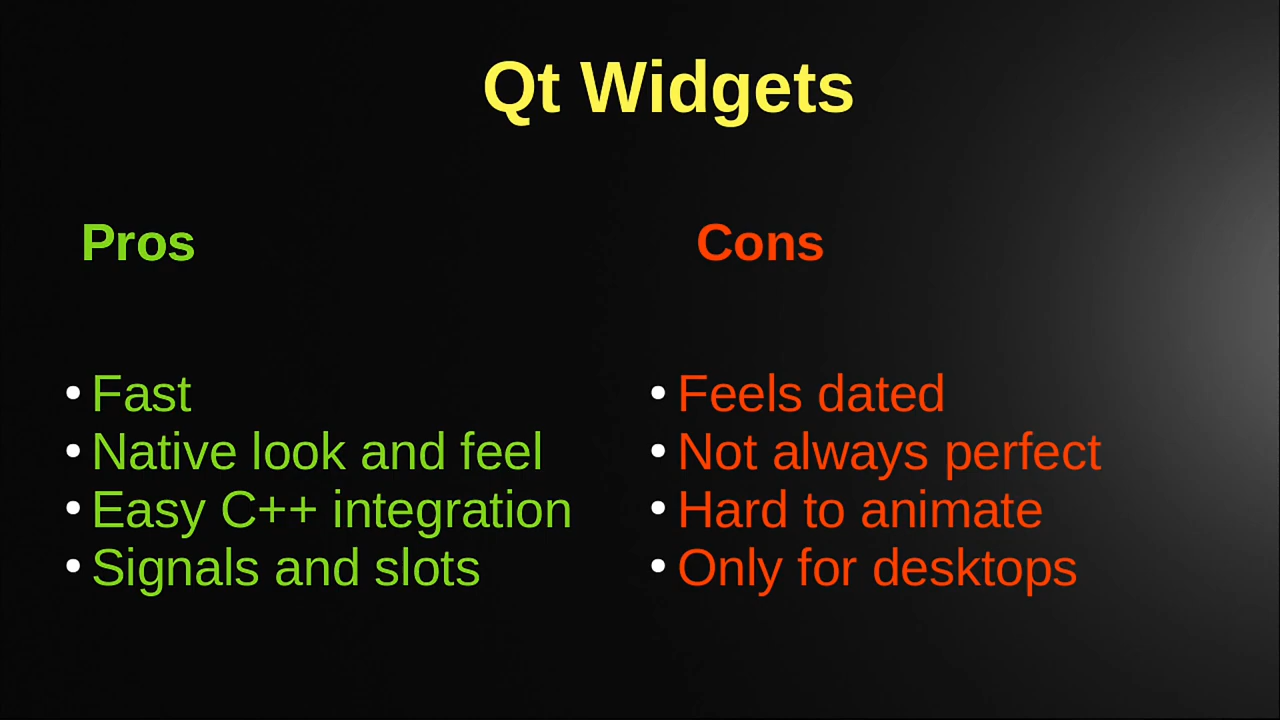 Qt Widgets
Pros
• Fast
• Native look and feel
• Easy C++ integration
• Signals and slots
Cons
• Feels dated
• Not always perfect
• Hard to animate
• Only for desktops